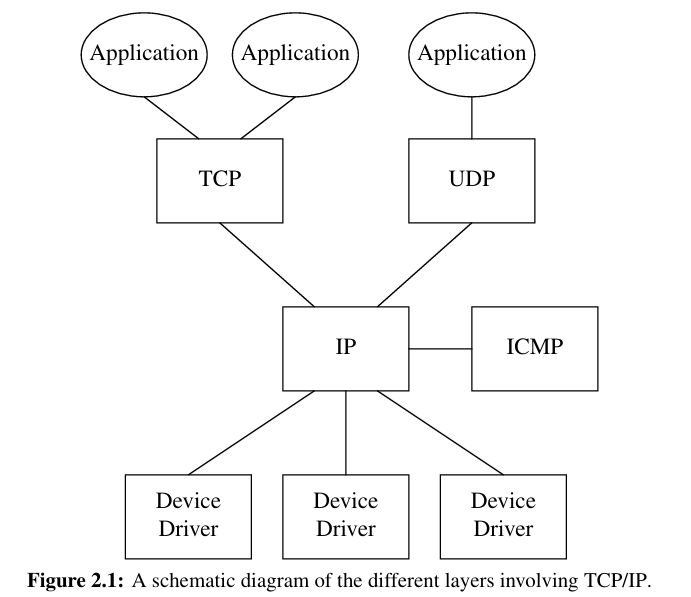 Application
Application
Application
TCP
UDP
IP
ICMP
Device
Driver
Device
Driver
Device
Driver
Figure 2.1: A schematic diagram of the different layers involving TCP/IP.